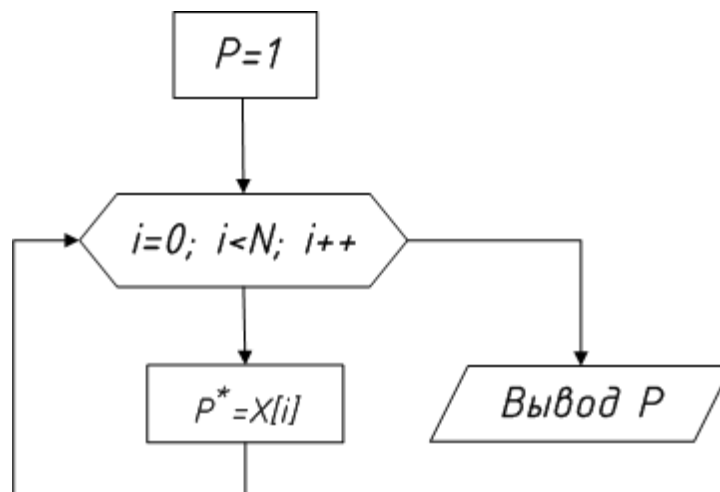 P=1
i=0; i<N; i++
P*=X[i]
Вывод P